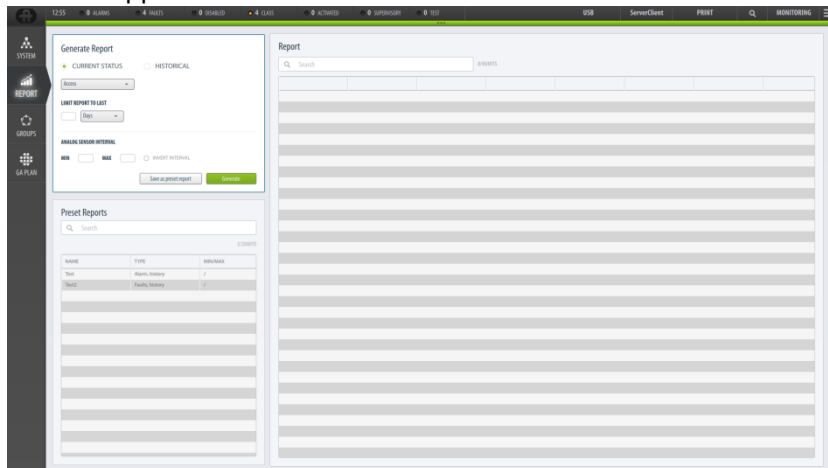 12:55 0 ALARMS 4 FAULTS 0 DISABLED 4 CLASS 0 ACTIVATED 0 SUPERVISORY 0 TEST USB ServerClient PRINT MONITORING
SYSTEM
REPORT
GROUPS
GA PLAN
Generate Report
CURRENT STATUS HISTORICAL
Access
LIMIT REPORT TO LAST
Days
ANALOG SENSOR INTERVAL
MIN MAX INVERT INTERVAL
Save as preset report Generate
Preset Reports
Search
NAME TYPE MIN/MAX
Test Alarm, history /
Test2 Faults, history /
Report
Search